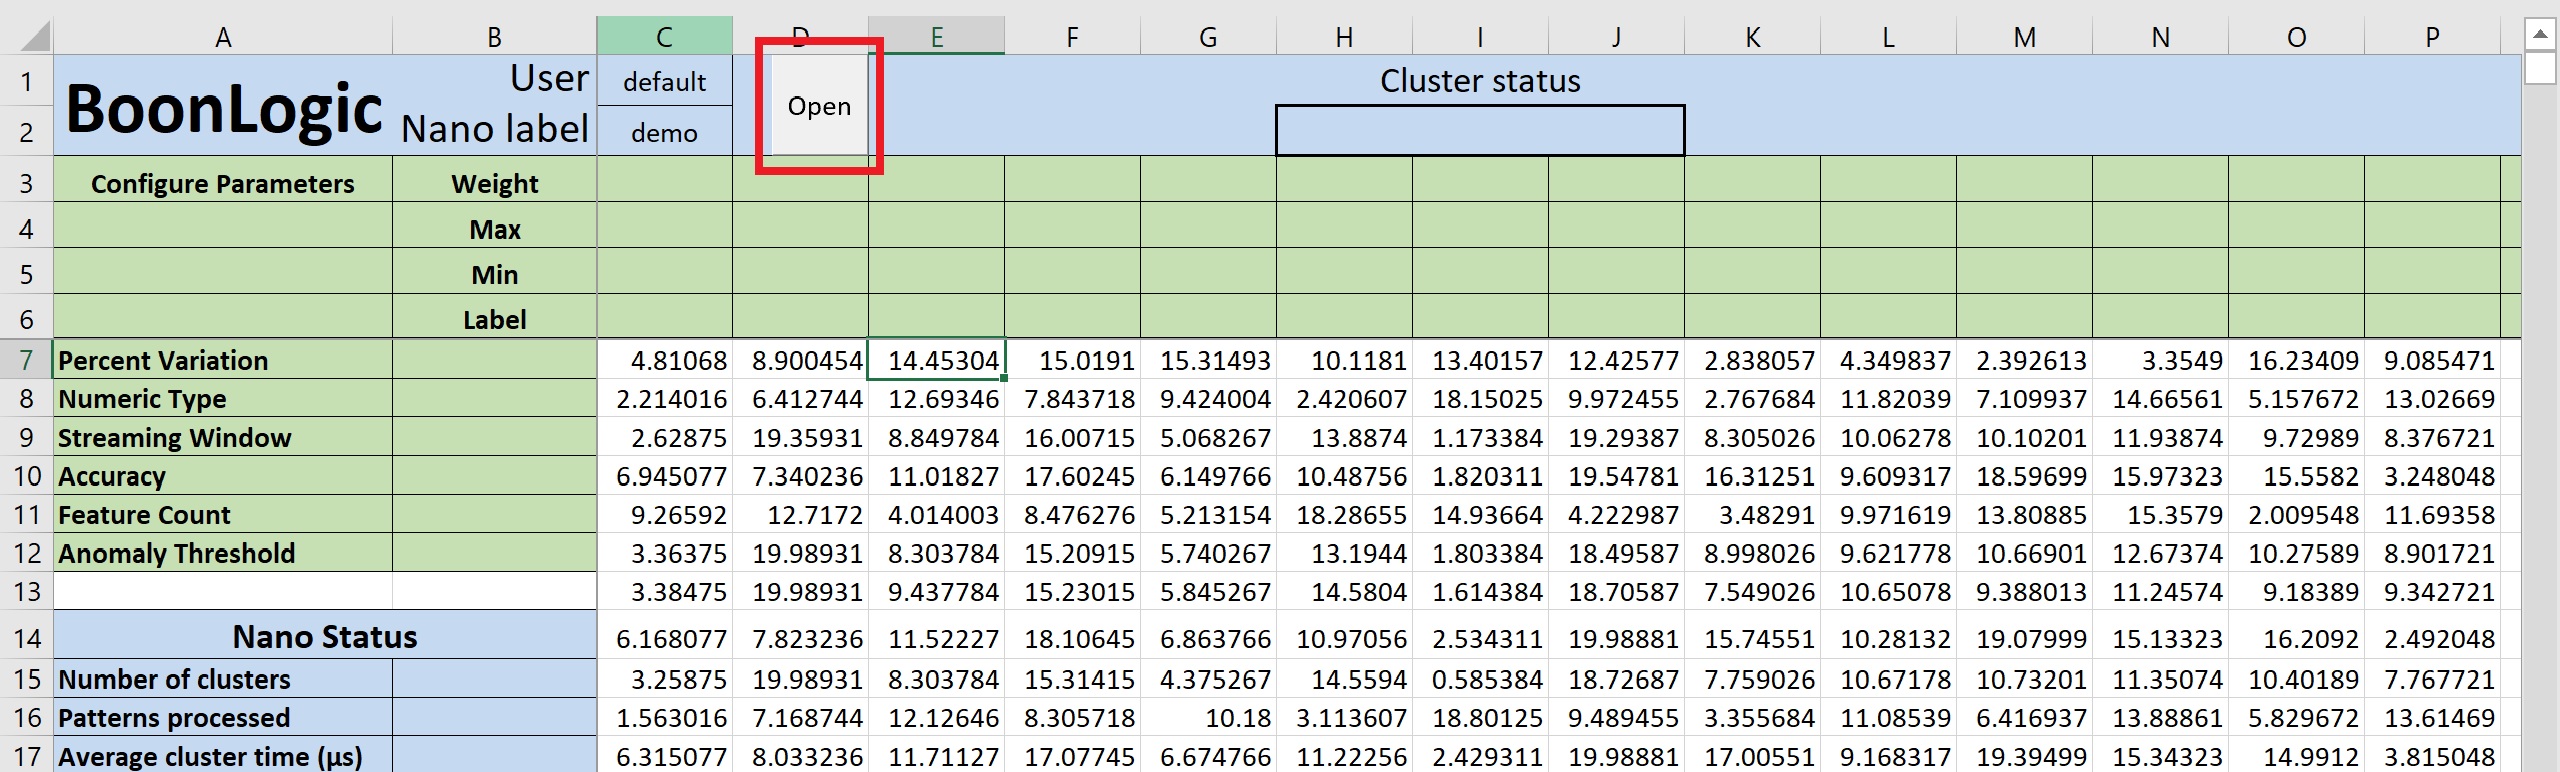 A B C D E F G H I J K L M N O P
1 BoonLogic User default Open Cluster status
2 Nano label demo
3 Configure Parameters Weight
4 Max
5 Min
6 Label
7 Percent Variation 4.81068 8.900454 14.45304 15.0191 15.31493 10.1181 13.40157 12.42577 2.838057 4.349837 2.392613 3.3549 16.23409 9.085471
8 Numeric Type 2.214016 6.412744 12.69346 7.843718 9.424004 2.420607 18.15025 9.972455 2.767684 11.82039 7.109937 14.66561 5.157672 13.02669
9 Streaming Window 2.62875 19.35931 8.849784 16.00715 5.068267 13.8874 1.173384 19.29387 8.305026 10.06278 10.10201 11.93874 9.72989 8.376721
10 Accuracy 6.945077 7.340236 11.01827 17.60245 6.149766 10.48756 1.820311 19.54781 16.31251 9.609317 18.59699 15.97323 15.5582 3.248048
11 Feature Count 9.26592 12.7172 4.014003 8.476276 5.213154 18.28655 14.93664 4.222987 3.48291 9.971619 13.80885 15.3579 2.009548 11.69358
12 Anomaly Threshold 3.36375 19.98931 8.303784 15.20915 5.740267 13.1944 1.803384 18.49587 8.998026 9.621778 10.66901 12.67374 10.27589 8.901721
13 3.38475 19.98931 9.437784 15.23015 5.845267 14.5804 1.614384 18.70587 7.549026 10.65078 9.388013 11.24574 9.18389 9.342721
14 Nano Status 6.168077 7.823236 11.52227 18.10645 6.863766 10.97056 2.534311 19.98881 15.74551 10.28132 19.07999 15.13323 16.2092 2.492048
15 Number of clusters 3.25875 19.98931 8.303784 15.31415 4.375267 14.5594 0.585384 18.72687 7.759026 10.67178 10.73201 11.35074 10.40189 7.767721
16 Patterns processed 1.563016 7.168744 12.12646 8.305718 10.18 3.113607 18.80125 9.489455 3.355684 11.08539 6.416937 13.88861 5.829672 13.61469
17 Average cluster time (µs) 6.315077 8.033236 11.71127 17.07745 6.674766 11.22256 2.429311 19.98881 17.00551 9.168317 19.39499 15.34323 14.9912 3.815048